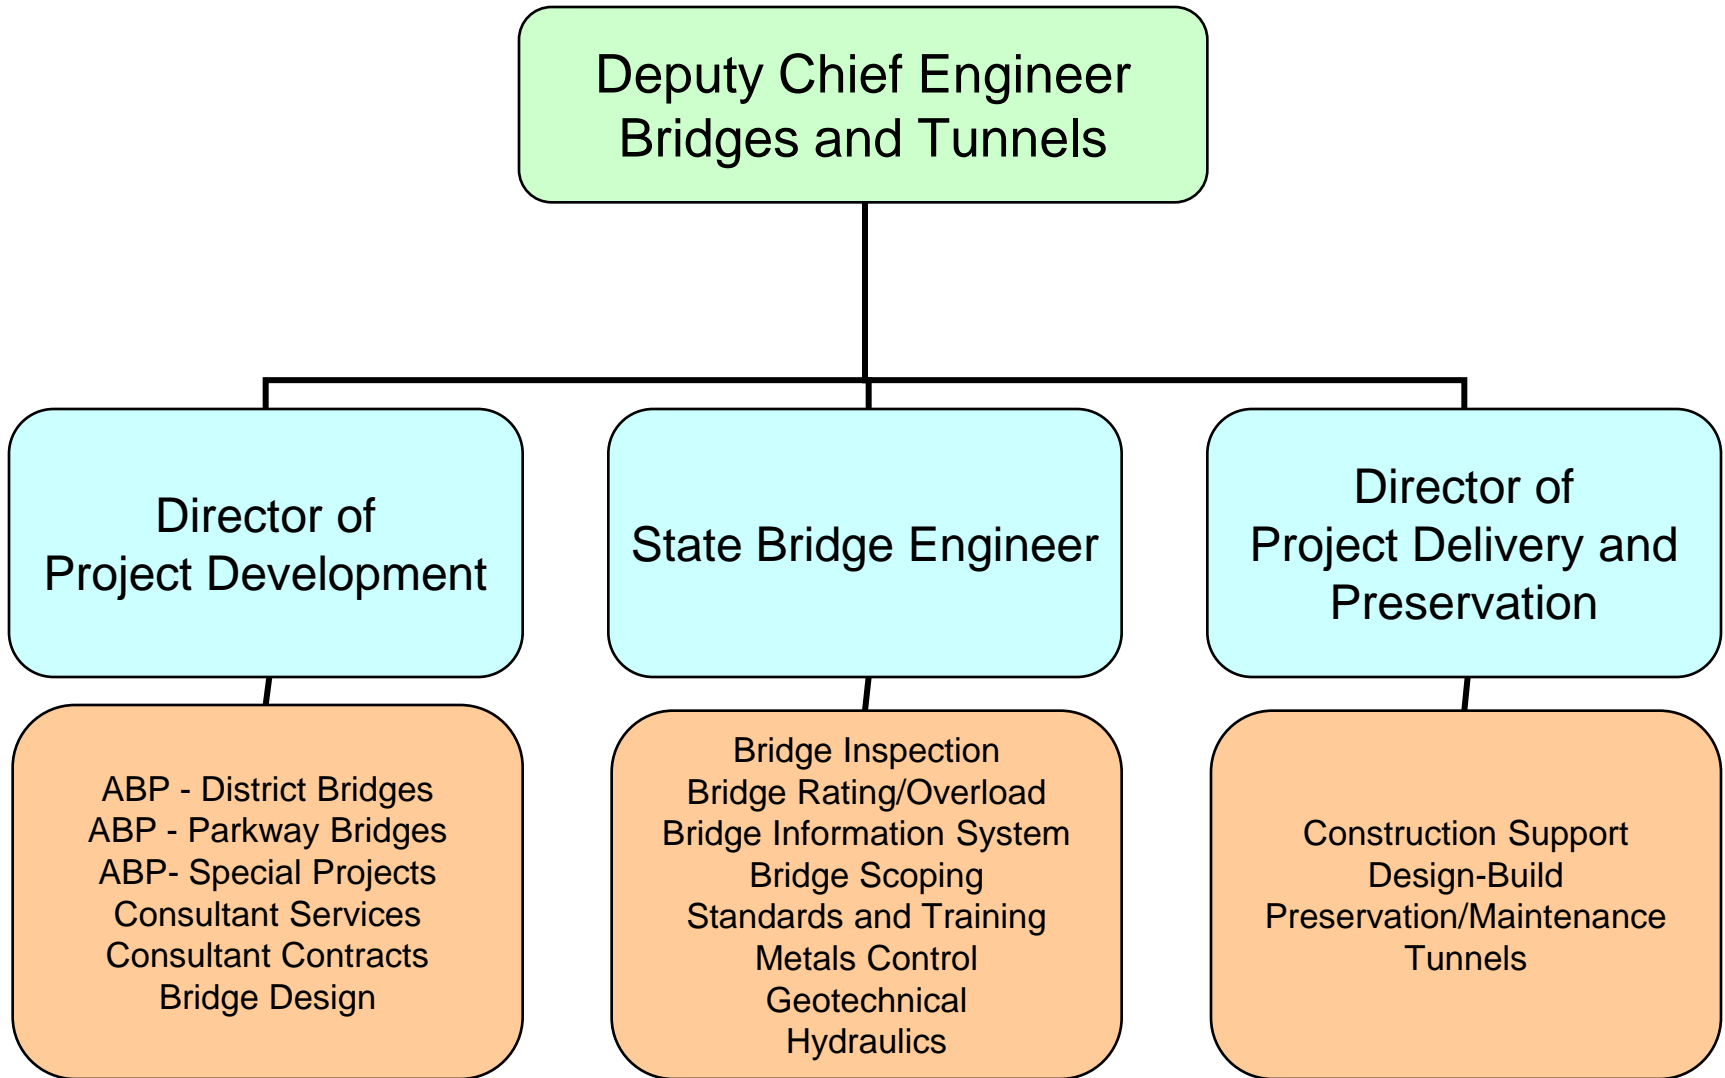 Deputy Chief Engineer
Bridges and Tunnels
Director of
Project Development
State Bridge Engineer
Director of
Project Delivery and
Preservation
ABP - District Bridges
ABP - Parkway Bridges
ABP- Special Projects
Consultant Services
Consultant Contracts
Bridge Design
Bridge Inspection
Bridge Rating/Overload
Bridge Information System
Bridge Scoping
Standards and Training
Metals Control
Geotechnical
Hydraulics
Construction Support
Design-Build
Preservation/Maintenance
Tunnels